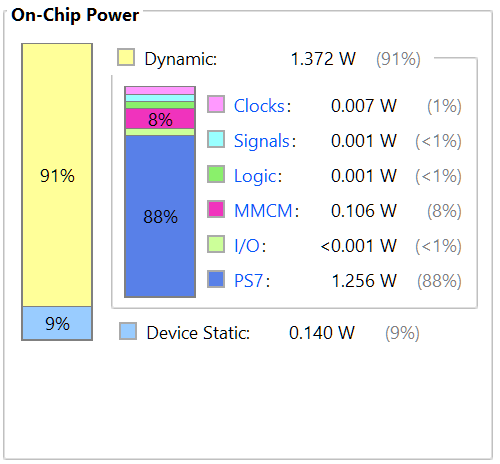 On-Chip Power
Dynamic: 1.372 W (91%)
Clocks: 0.007 W (1%)
Signals: 0.001 W (<1%)
Logic: 0.001 W (<1%)
8% MMCM: 0.106 W (8%)
I/O: <0.001 W (<1%)
PS7: 1.256 W (88%)
91%
88%
9%
Device Static: 0.140 W (9%)